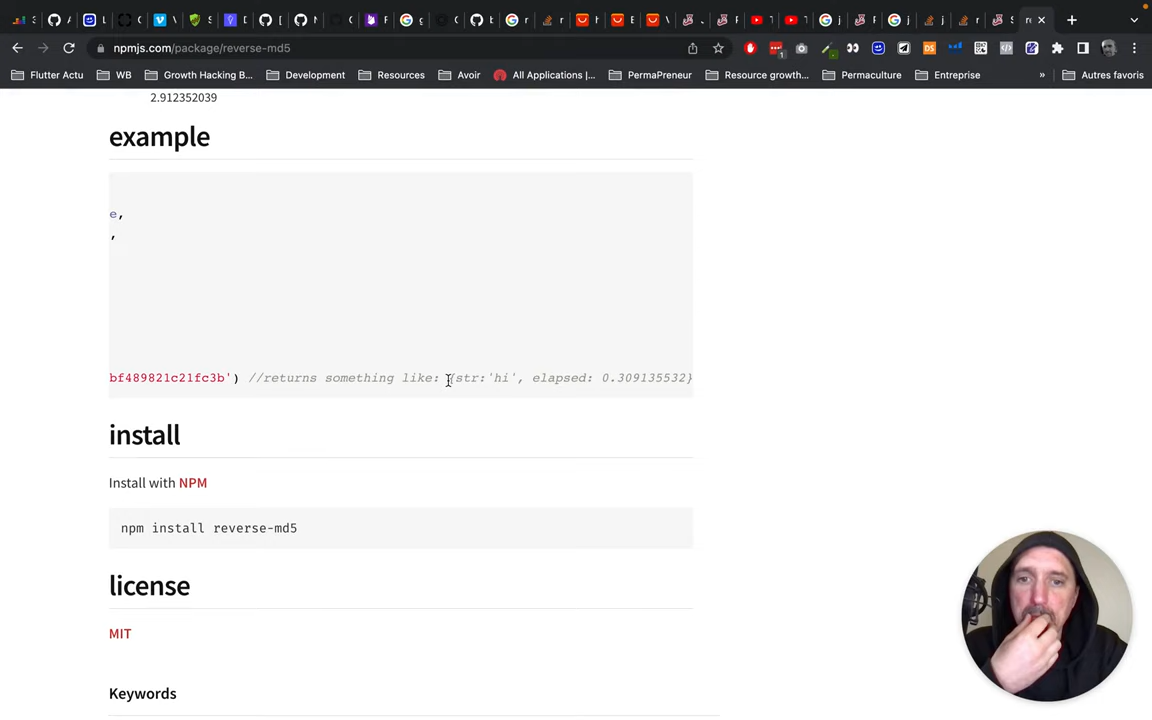 npmjs.com/package/reverse-md5
Flutter Actu WB Growth Hacking B... Development Resources Avoir All Applications |... PermaPreneur Resource growth... Permaculture Entreprise » Autres favoris
2.912352039
example
e,
,
bf489821c21fc3b') //returns something like: {str:'hi', elapsed: 0.309135532}
install
Install with NPM
npm install reverse-md5
license
MIT
Keywords